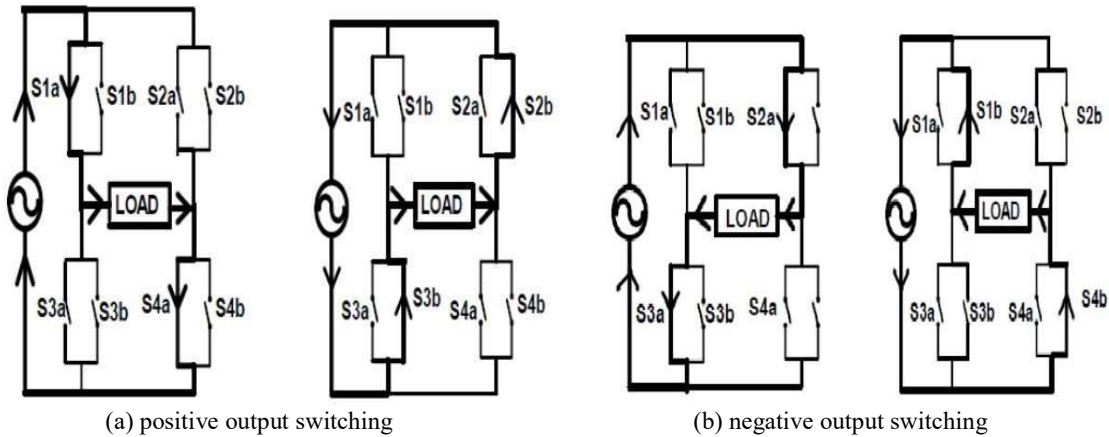 S1a S1b S2a S2b
LOAD
S3a S3b S4a S4b
S1a S1b S2a S2b
LOAD
S3a S3b S4a S4b
S1a S1b S2a
LOAD
S3a S3b S4a
S1a S1b S2a S2b
LOAD
S3a S3b S4a S4b
(a) positive output switching
(b) negative output switching